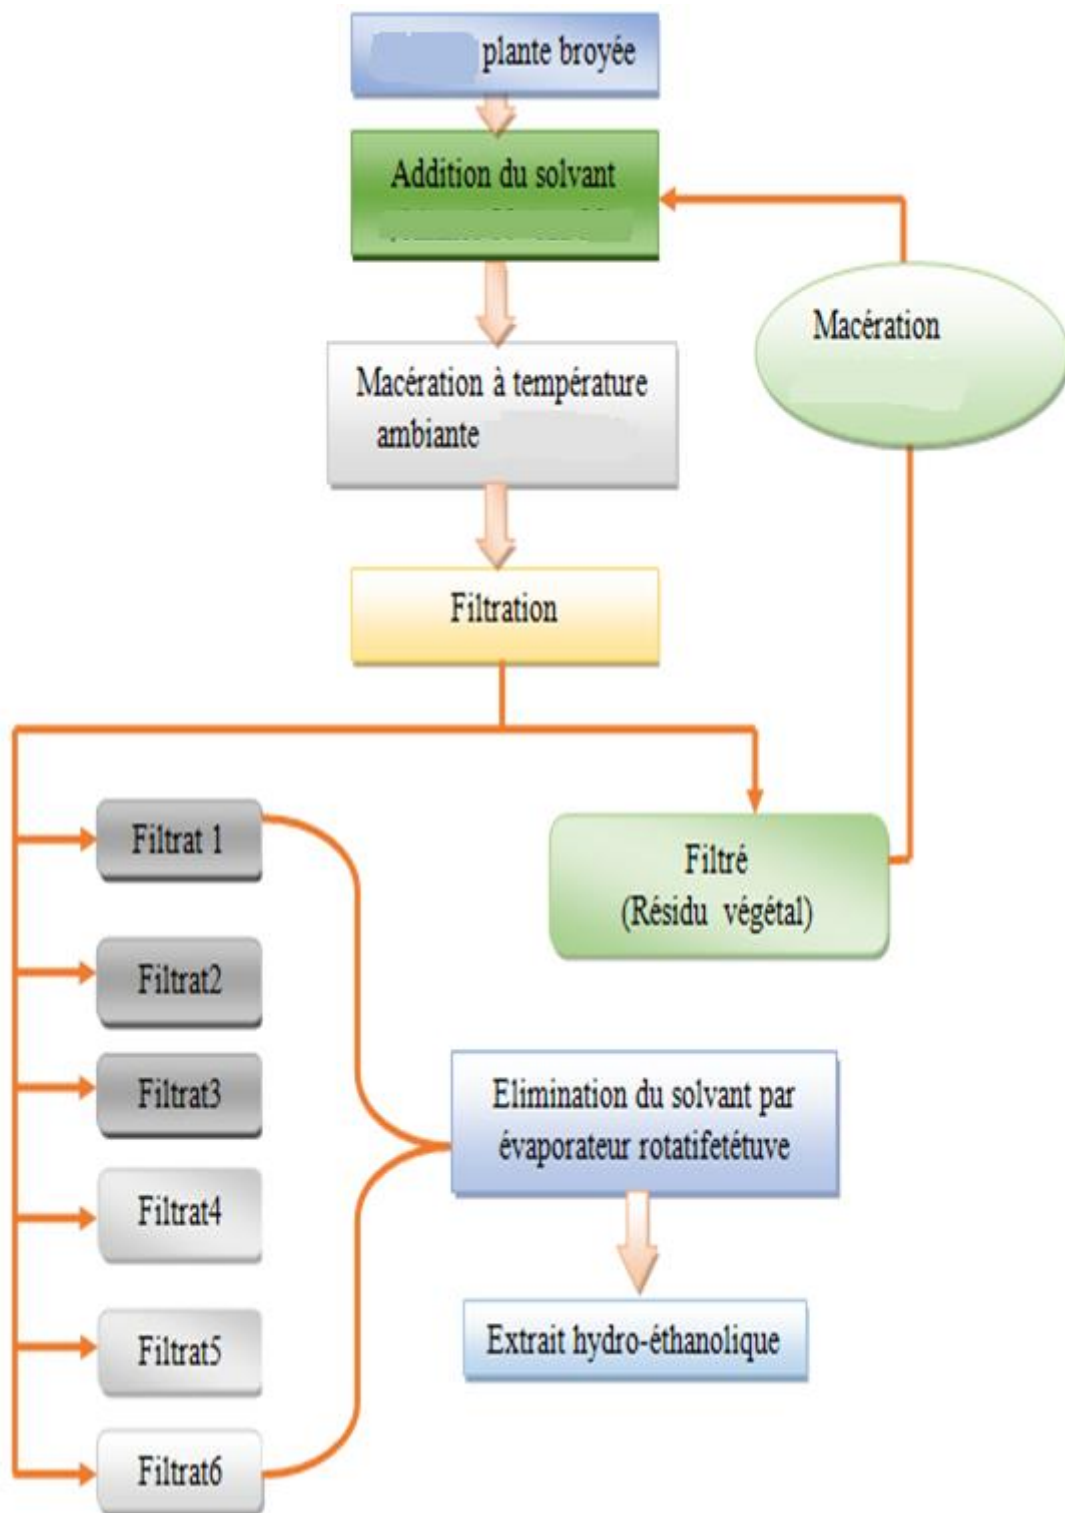 plante broyée
Addition du solvant
Macération
Macération à température
ambiante
Filtration
Filtrat 1
Filtré
(Résidu végétal)
Filtrat2
Filtrat3
Elimination du solvant par
évaporateur rotatifetétuve
Filtrat4
Extrait hydro-éthanolique
Filtrat5
Filtrat6